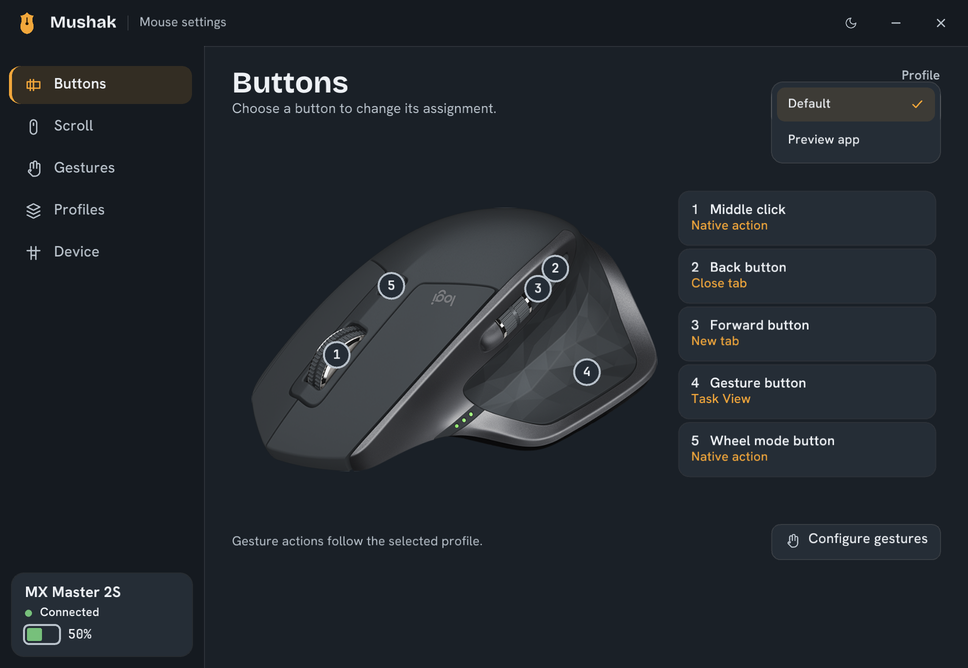 Mushak
Mouse settings
Buttons
Scroll
Gestures
Profiles
Device
Buttons
Choose a button to change its assignment.
Profile
Default
Preview app
logi
1
2
3
4
5
1 Middle click
Native action
2 Back button
Close tab
3 Forward button
New tab
4 Gesture button
Task View
5 Wheel mode button
Native action
Gesture actions follow the selected profile.
Configure gestures
MX Master 2S
Connected
50%